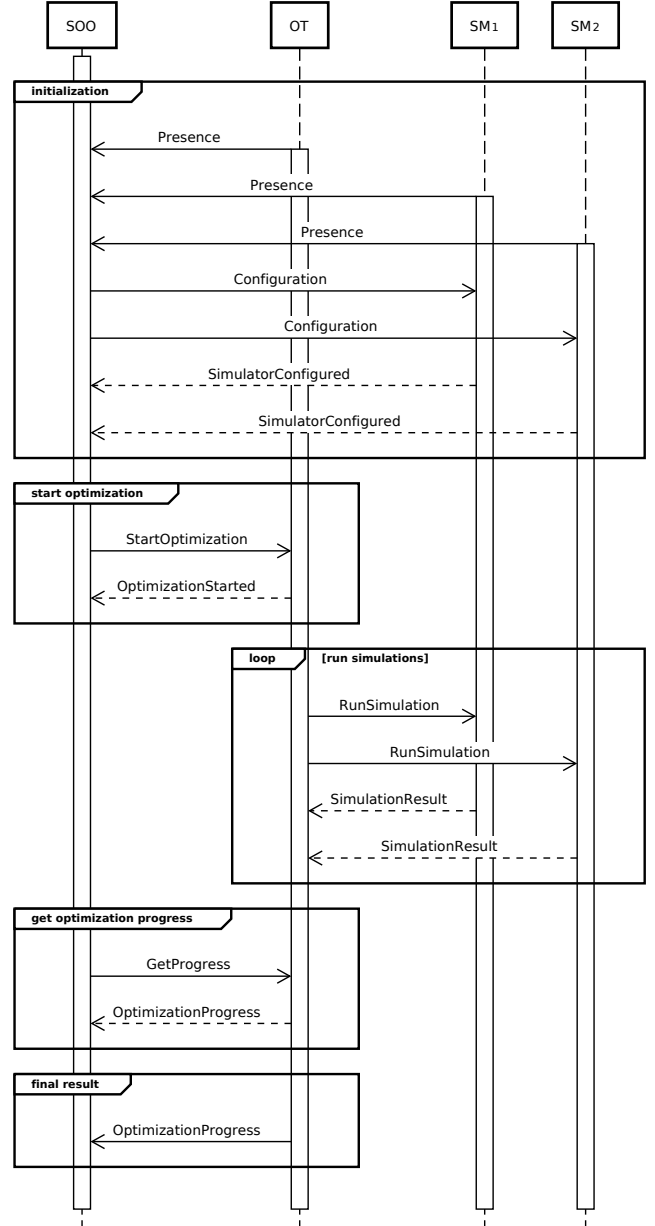 SOO OT SM1 SM2
initialization
Presence
Presence
Presence
Configuration
Configuration
SimulatorConfigured
SimulatorConfigured
start optimization
StartOptimization
OptimizationStarted
loop [run simulations]
RunSimulation
RunSimulation
SimulationResult
SimulationResult
get optimization progress
GetProgress
OptimizationProgress
final result
OptimizationProgress